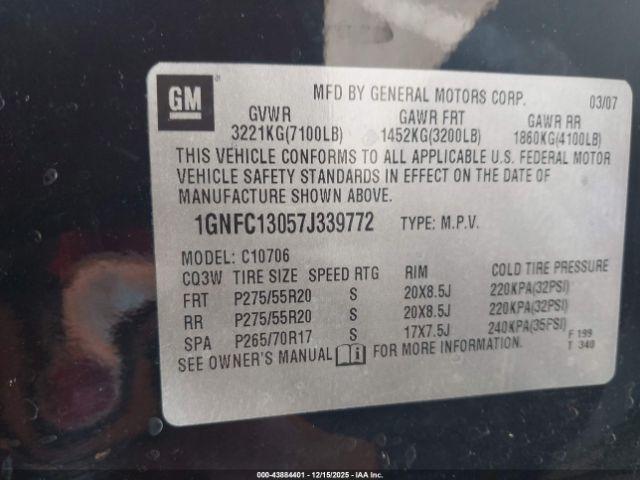 GM
MFD BY GENERAL MOTORS CORP. 03/07
GVWR GAWR FRT GAWR RR
3221KG(7100LB) 1452KG(3200LB) 1860KG(4100LB)
THIS VEHICLE CONFORMS TO ALL APPLICABLE U.S. FEDERAL MOTOR
VEHICLE SAFETY STANDARDS IN EFFECT ON THE DATE OF
MANUFACTURE SHOWN ABOVE.
1GNFC13057J339772 TYPE: M.P.V.
MODEL: C10706
CQ3W TIRE SIZE SPEED RTG RIM COLD TIRE PRESSURE
FRT P275/55R20 S 20X8.5J 220KPA(32PSI)
RR P275/55R20 S 20X8.5J 220KPA(32PSI)
SPA P265/70R17 S 17X7.5J 240KPA(35PSI)
F 199
SEE OWNER'S MANUAL FOR MORE INFORMATION. T 340
000-43884401 - 12/15/2025 - IAA Inc.